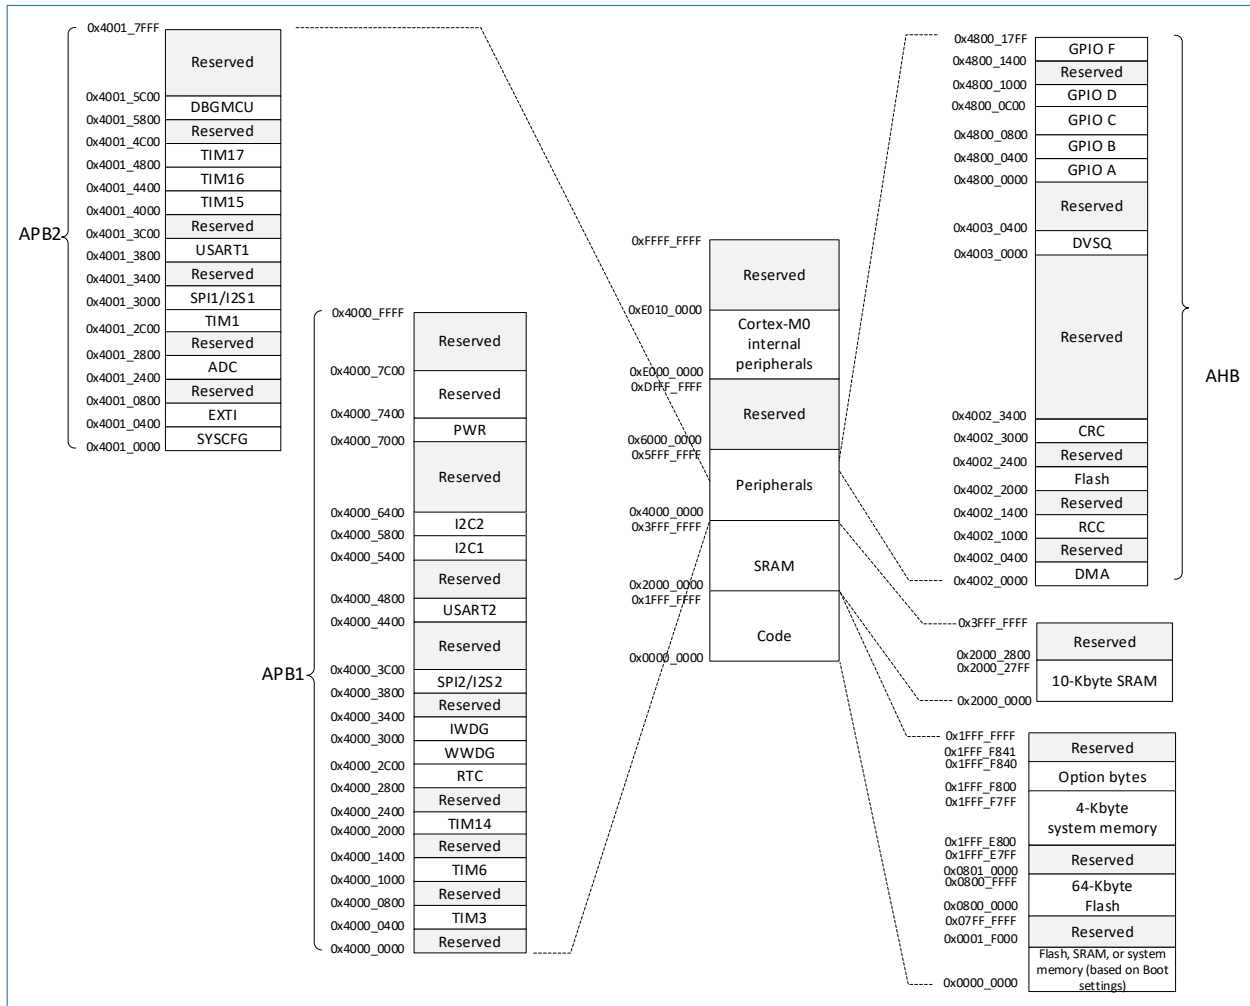 0x4001_7FFF
Reserved
0x4001_5C00
DBGMCU
0x4001_5800
Reserved
0x4001_4C00
TIM17
0x4001_4800
TIM16
0x4001_4400
TIM15
0x4001_4000
Reserved
0x4001_3C00
USART1
0x4001_3800
Reserved
0x4001_3400
SPI1/I2S1
0x4001_3000
TIM1
0x4001_2C00
Reserved
0x4001_2800
ADC
0x4001_2400
Reserved
0x4001_0800
EXTI
0x4001_0400
SYSCFG
0x4001_0000
APB2
0x4000_FFFF
Reserved
0x4000_7C00
Reserved
0x4000_7400
PWR
0x4000_7000
Reserved
0x4000_6400
I2C2
0x4000_5800
I2C1
0x4000_5400
Reserved
0x4000_4800
USART2
0x4000_4400
Reserved
0x4000_3C00
SPI2/I2S2
0x4000_3800
Reserved
0x4000_3400
IWDG
0x4000_3000
WWDG
0x4000_2C00
RTC
0x4000_2800
Reserved
0x4000_2400
TIM14
0x4000_2000
Reserved
0x4000_1400
TIM6
0x4000_1000
Reserved
0x4000_0800
TIM3
0x4000_0400
Reserved
0x4000_0000
APB1
0xFFFF_FFFF
Reserved
0xE010_0000
Cortex-M0
internal
peripherals
0xE000_0000
0xDFFF_FFFF
Reserved
0x6000_0000
0x5FFF_FFFF
Peripherals
0x4000_0000
0x3FFF_FFFF
SRAM
0x2000_0000
0x1FFF_FFFF
Code
0x0000_0000
0x4800_17FF
GPIO F
0x4800_1400
Reserved
0x4800_1000
GPIO D
0x4800_0C00
GPIO C
0x4800_0800
GPIO B
0x4800_0400
GPIO A
0x4800_0000
Reserved
0x4003_0400
DVSQ
0x4003_0000
Reserved
0x4002_3400
CRC
0x4002_3000
Reserved
0x4002_2400
Flash
0x4002_2000
Reserved
0x4002_1400
RCC
0x4002_1000
Reserved
0x4002_0400
DMA
0x4002_0000
AHB
0x3FFF_FFFF
Reserved
0x2000_2800
0x2000_27FF
10-Kbyte SRAM
0x2000_0000
0x1FFF_FFFF
Reserved
0x1FFF_F841
0x1FFF_F840
Option bytes
0x1FFF_F800
0x1FFF_F7FF
4-Kbyte
system memory
0x1FFF_E800
0x1FFF_E7FF
Reserved
0x0801_0000
0x0800_FFFF
64-Kbyte
Flash
0x0800_0000
0x07FF_FFFF
Reserved
0x0001_F000
Flash, SRAM, or system
memory (based on Boot
settings)
0x0000_0000